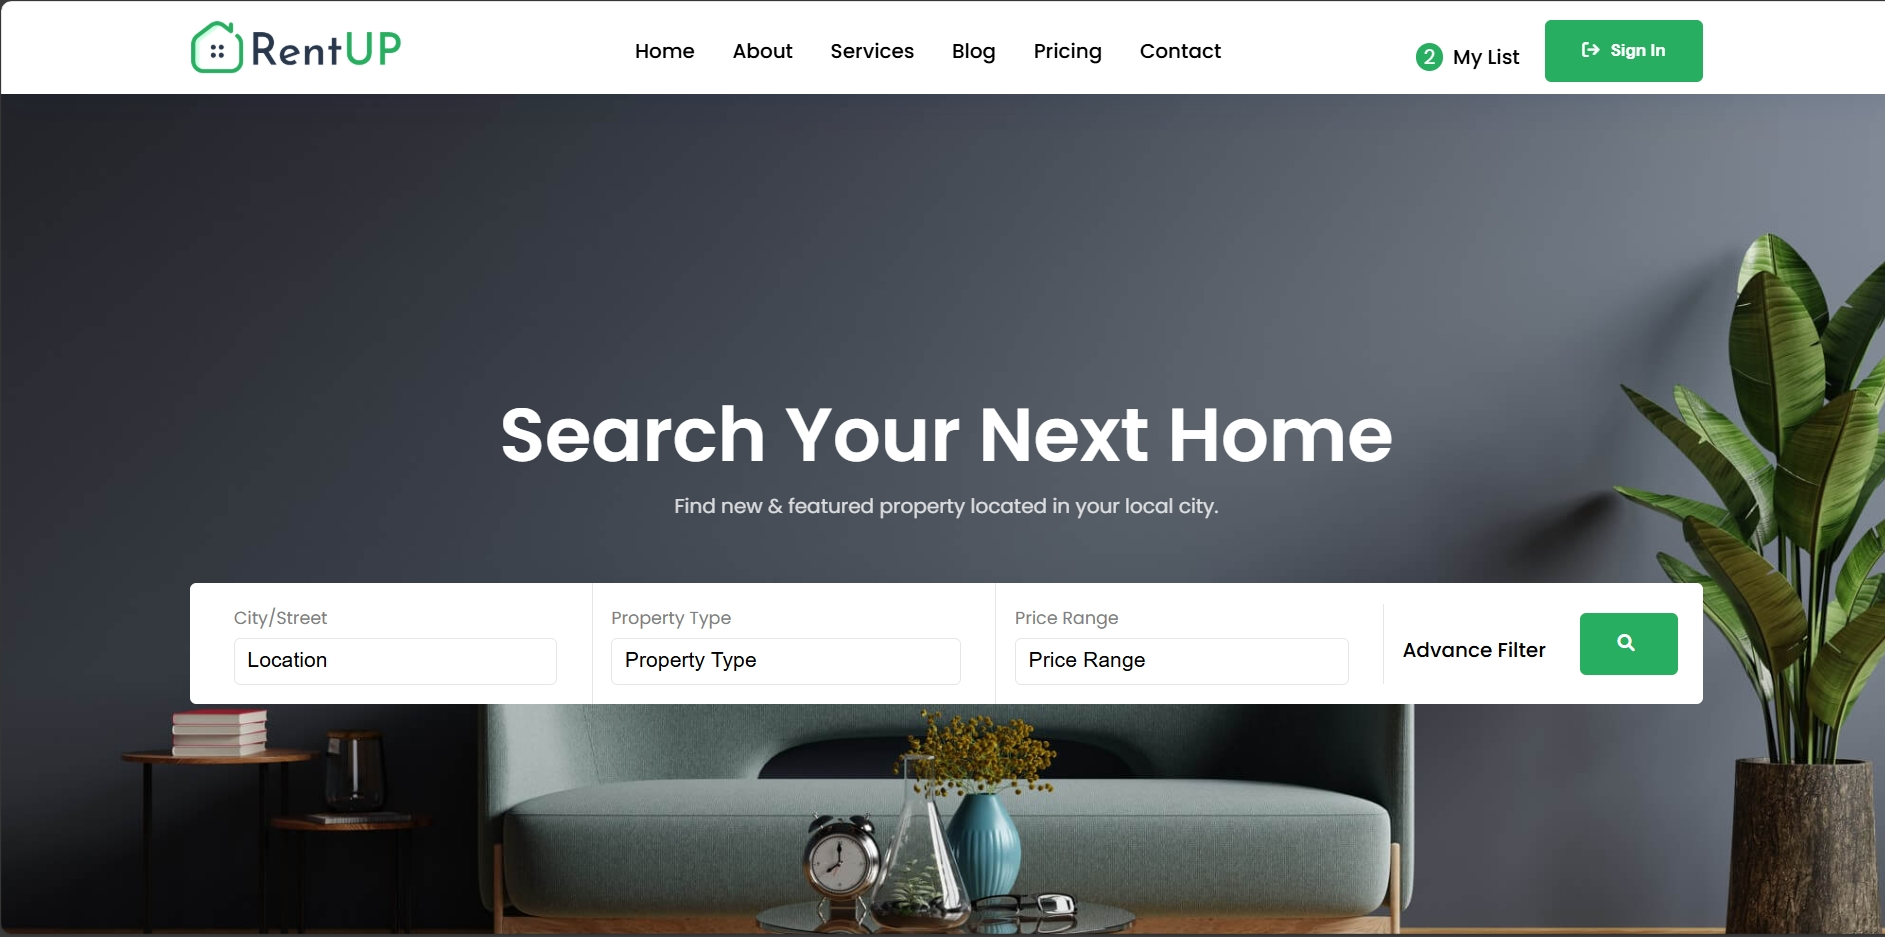 RentUP
Home About Services Blog Pricing Contact
2 My List
Sign In
Search Your Next Home
Find new & featured property located in your local city.
City/Street
Location
Property Type
Property Type
Price Range
Price Range
Advance Filter